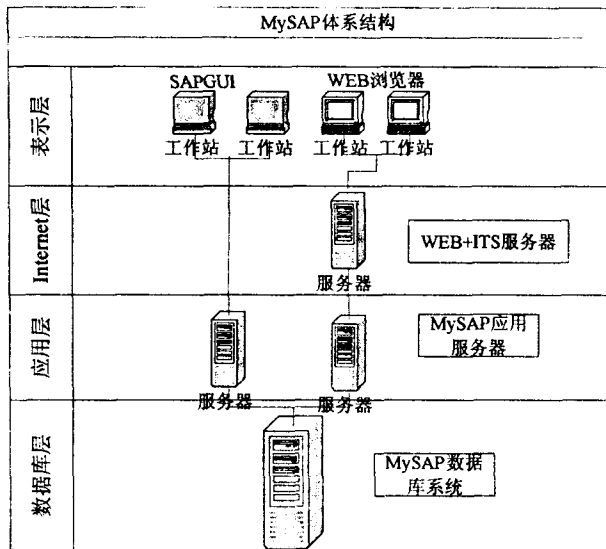 MySAP体系结构
表示层
SAPGUI
WEB浏览器
工作站
工作站
工作站
工作站
Internet层
WEB+ITS服务器
服务器
应用层
MySAP应用
服务器
服务器
服务器
数据库层
MySAP数据
库系统